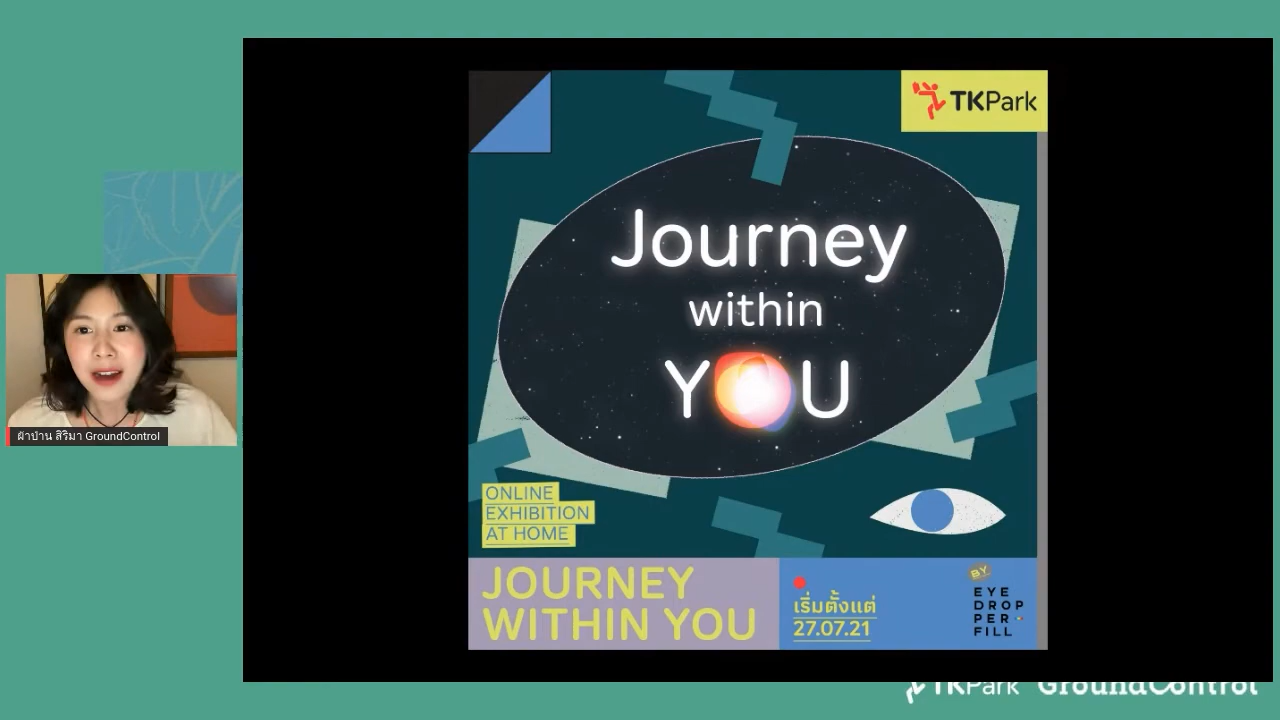 TKPark
Journey
within
YOU
ONLINE
EXHIBITION
AT HOME
JOURNEY
WITHIN YOU
เริ่มตั้งแต่
27.07.21
BY
EYE
DROP
PER
FILL
ผ้าป่าน สิริมา GroundControl
TKPark GroundControl